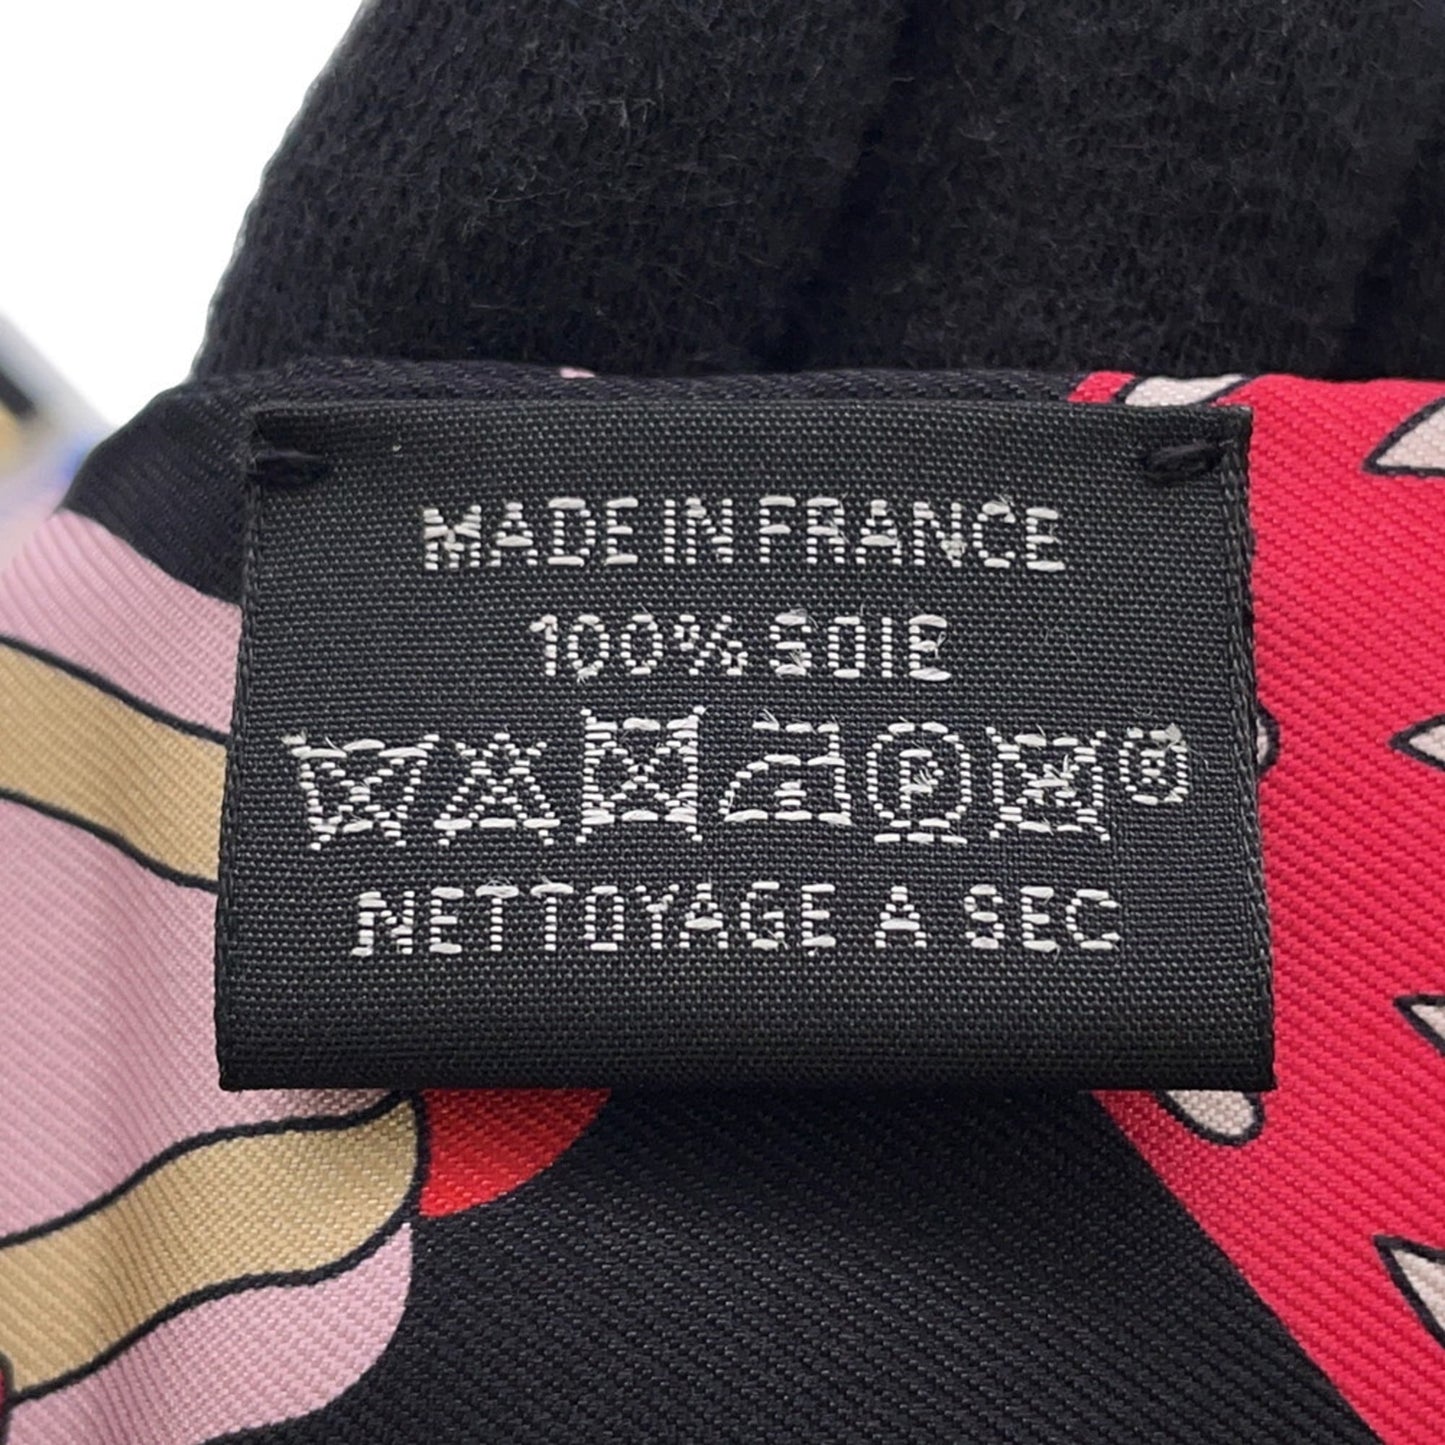 MADE IN FRANCE
100% SOIE
P ®
NETTOYAGE A SEC